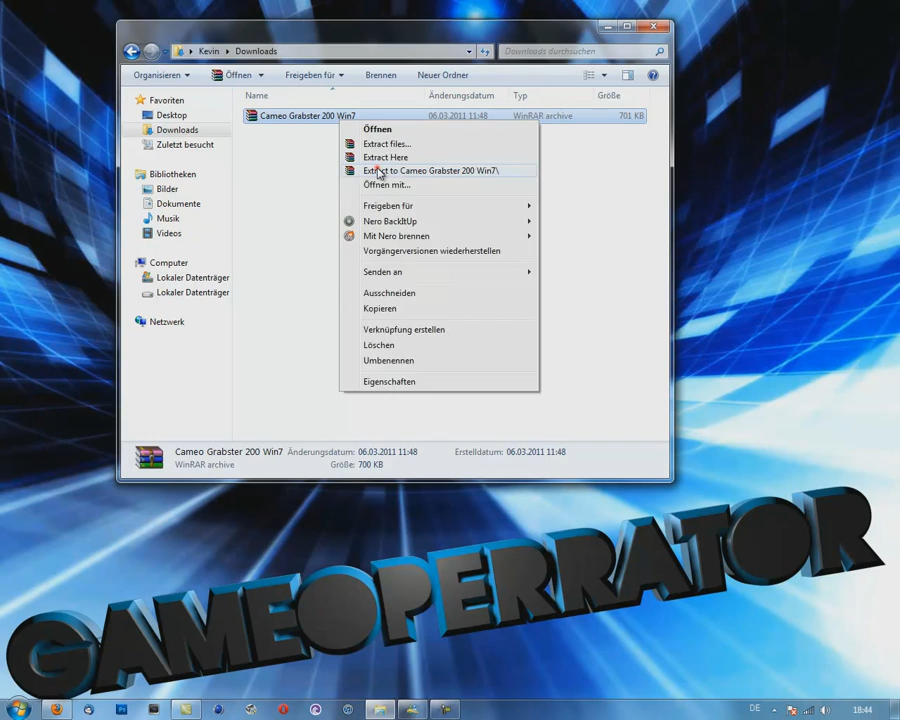 Kevin Downloads
Downloads durchsuchen
Organisieren Öffnen Freigeben für Brennen Neuer Ordner
Name Änderungsdatum Typ Größe
Favoriten
Desktop
Downloads
Zuletzt besucht
Bibliotheken
Bilder
Dokumente
Musik
Videos
Computer
Lokaler Datenträger
Lokaler Datenträger
Netzwerk
Cameo Grabster 200 Win7 06.03.2011 11:48 WinRAR archive 701 KB
Öffnen
Extract files...
Extract Here
Extract to Cameo Grabster 200 Win7\
Öffnen mit...
Freigeben für
Nero BackItUp
Mit Nero brennen
Vorgängerversionen wiederherstellen
Senden an
Ausschneiden
Kopieren
Verknüpfung erstellen
Löschen
Umbenennen
Eigenschaften
Cameo Grabster 200 Win7 Änderungsdatum: 06.03.2011 11:48 Erstelldatum: 06.03.2011 11:48
WinRAR archive Größe: 700 KB
GAMEOPERRATOR
DE 18:44